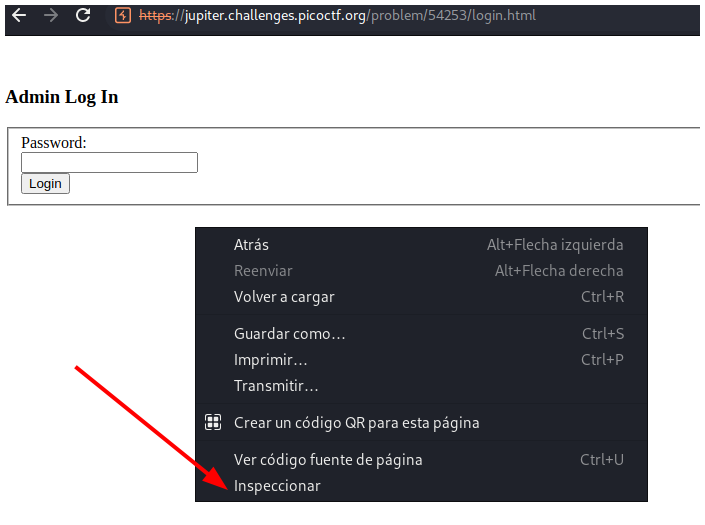 https://jupiter.challenges.picoctf.org/problem/54253/login.html
Admin Log In
Password:
Login
Atrás Alt+Flecha izquierda
Reenviar Alt+Flecha derecha
Volver a cargar Ctrl+R
Guardar como… Ctrl+S
Imprimir… Ctrl+P
Transmitir…
Crear un código QR para esta página
Ver código fuente de página Ctrl+U
Inspeccionar